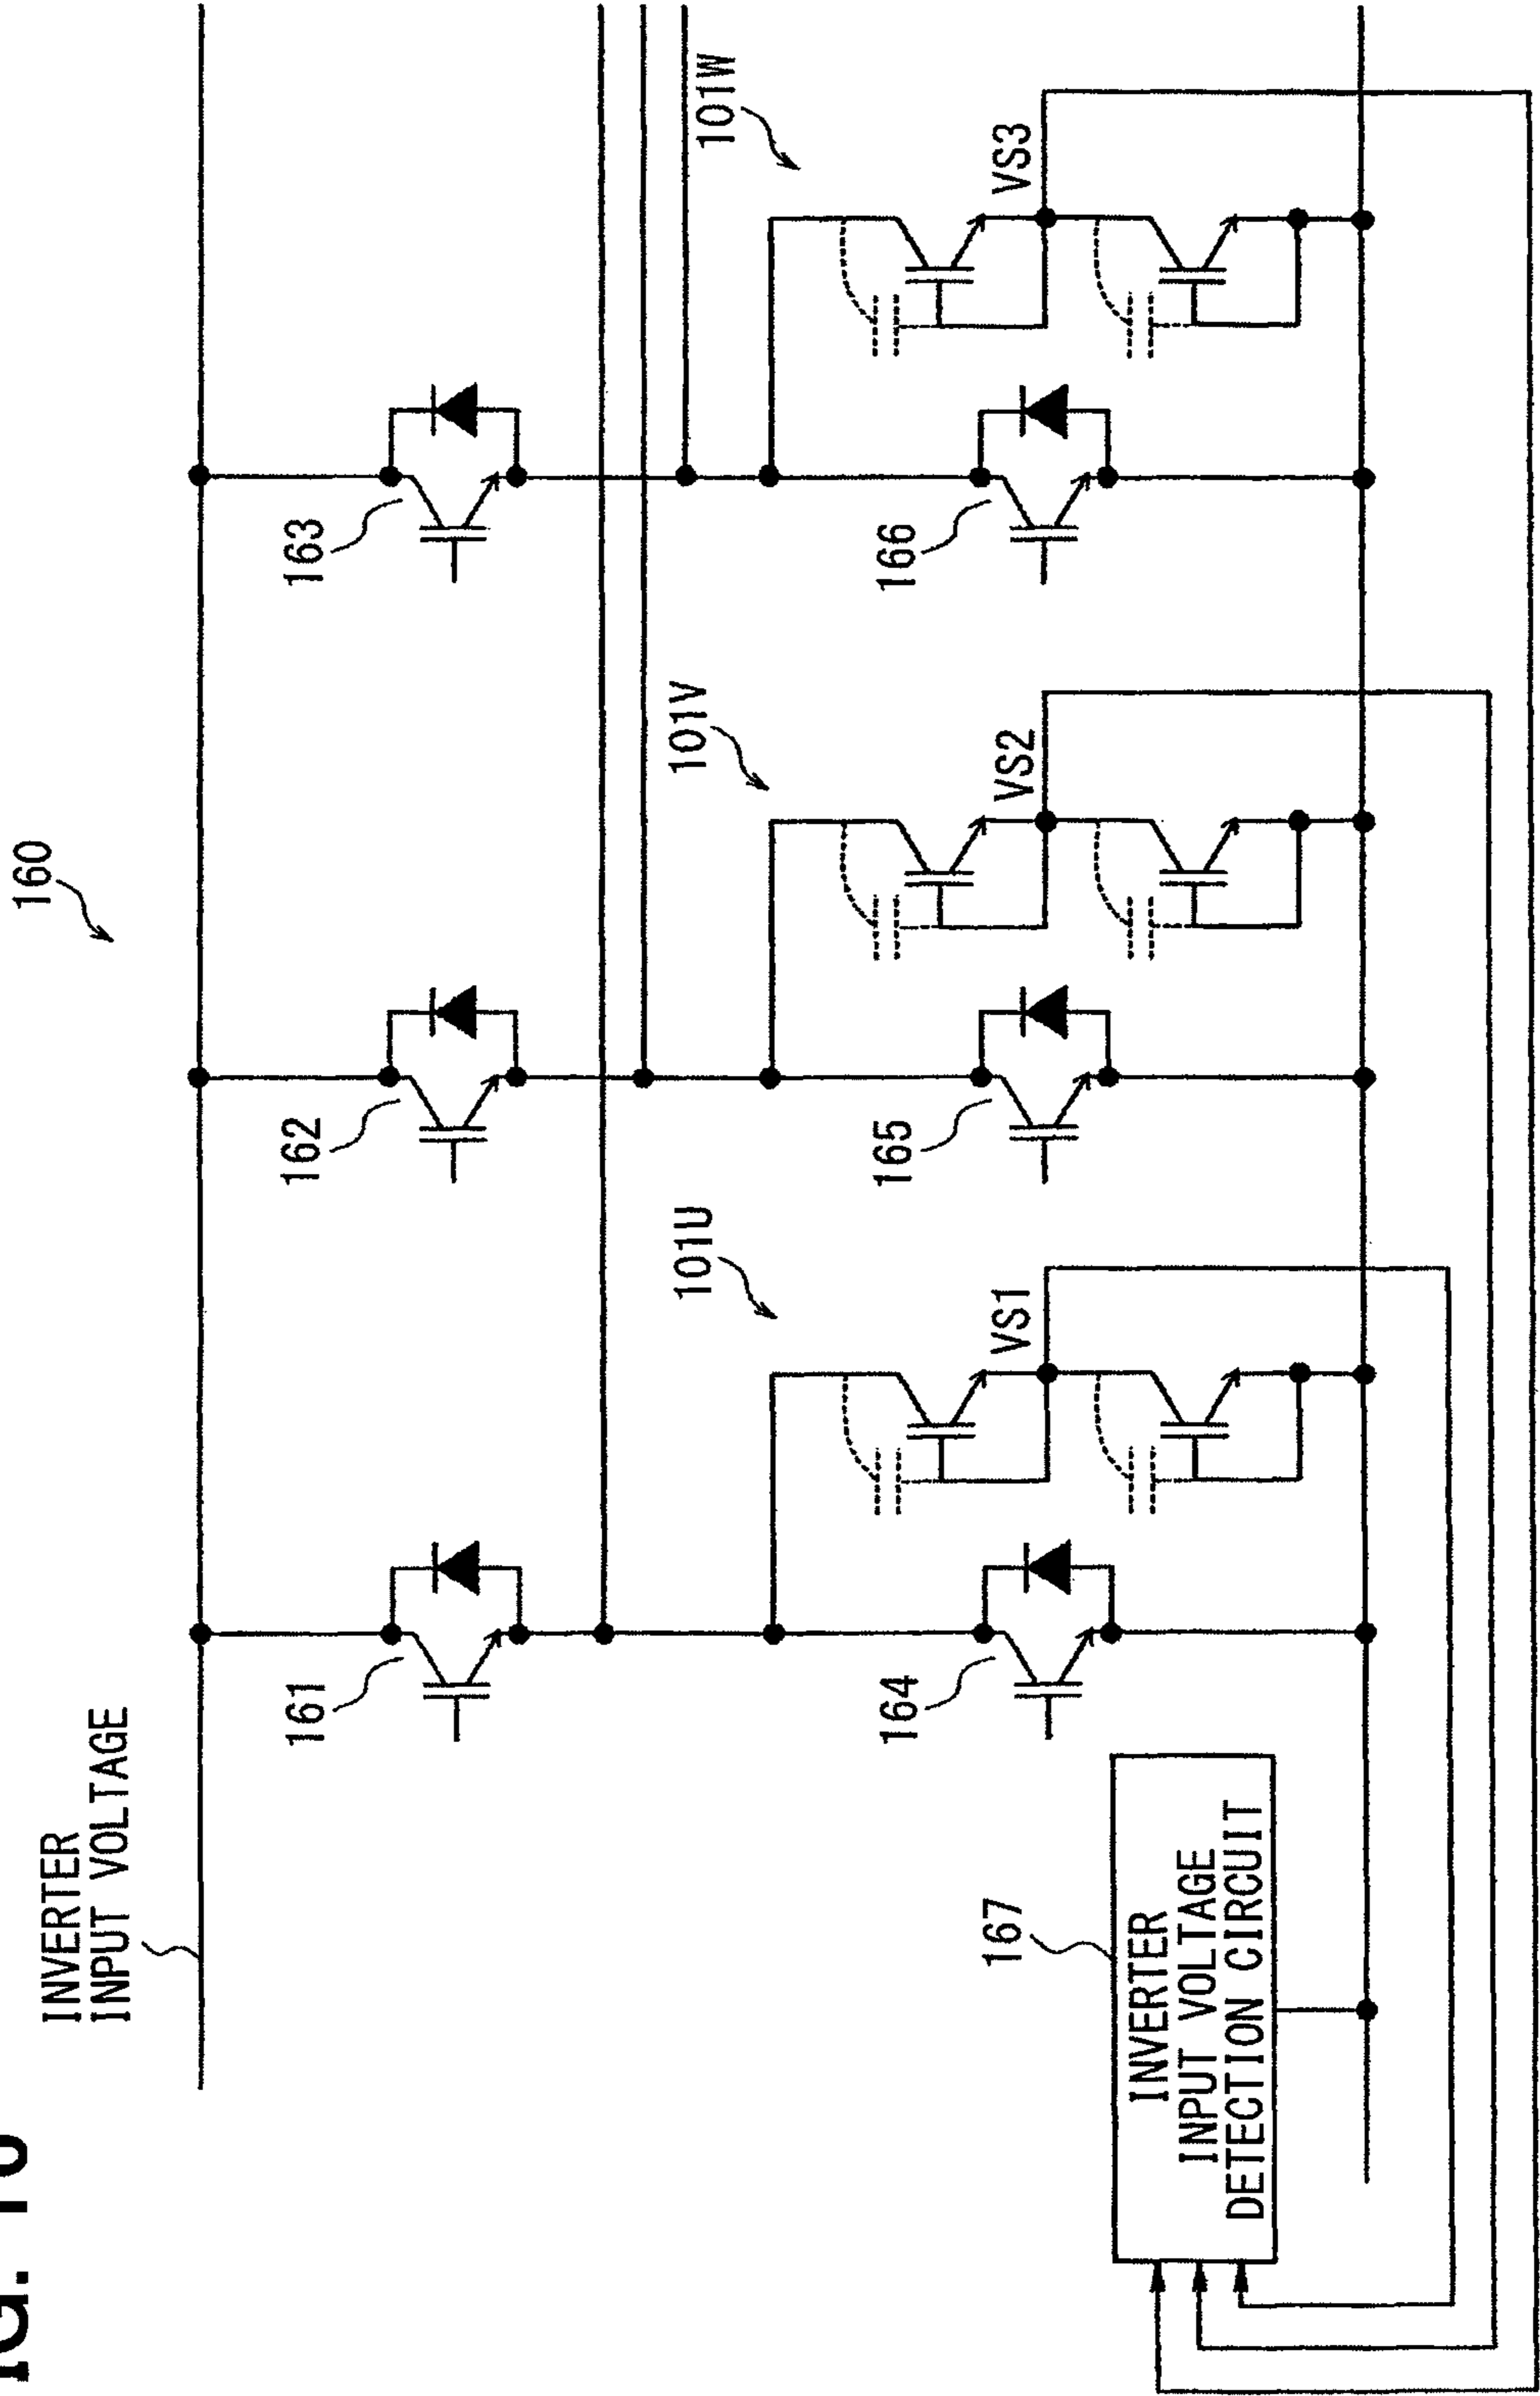 IG.
160
INVERTER
INPUT VOLTAGE
161
162
163
101U
101V
101W
164
165
166
VS1
VS2
VS3
167
INVERTER
INPUT VOLTAGE
DETECTION CIRCUIT